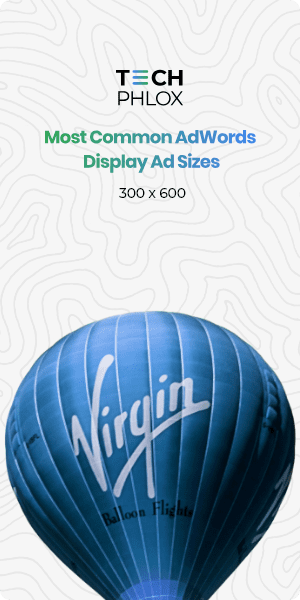 TECH
PHLOX
Most Common AdWords
Display Ad Sizes
300 x 600
Virgin
Balloon Flights